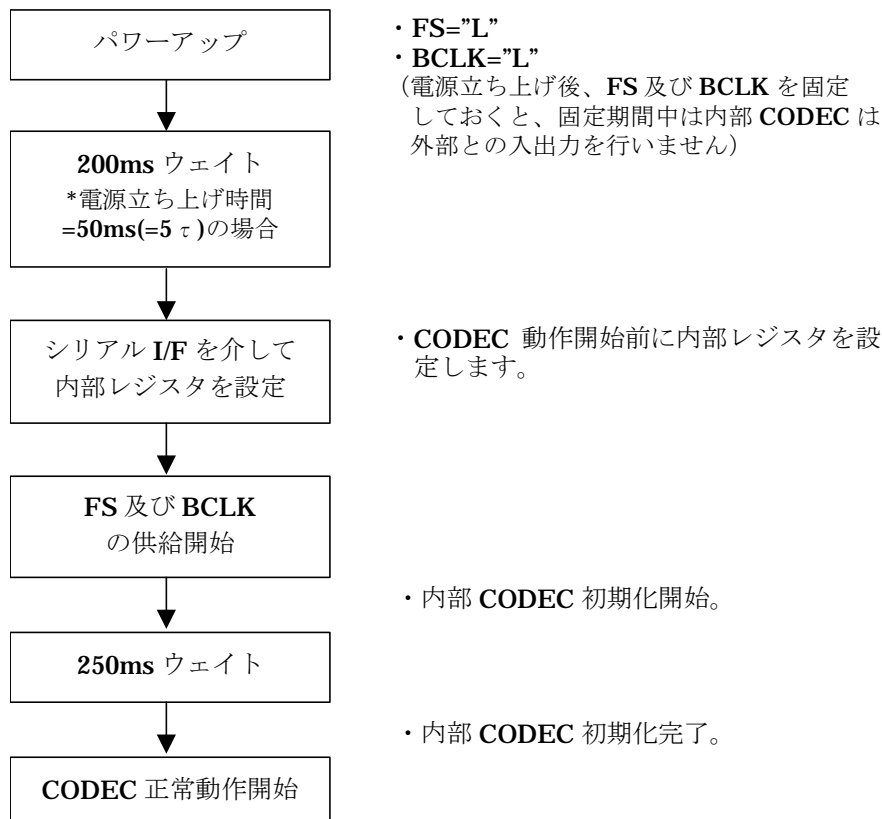 パワーアップ
・FS=”L”
・BCLK=”L”
（電源立ち上げ後、FS 及び BCLK を固定
しておくと、固定期間中は内部 CODEC は
外部との入出力を行いません）
200ms ウェイト
*電源立ち上げ時間
=50ms(=5τ)の場合
シリアル I/F を介して
内部レジスタを設定
・CODEC 動作開始前に内部レジスタを設
定します。
FS 及び BCLK
の供給開始
・内部 CODEC 初期化開始。
250ms ウェイト
・内部 CODEC 初期化完了。
CODEC 正常動作開始